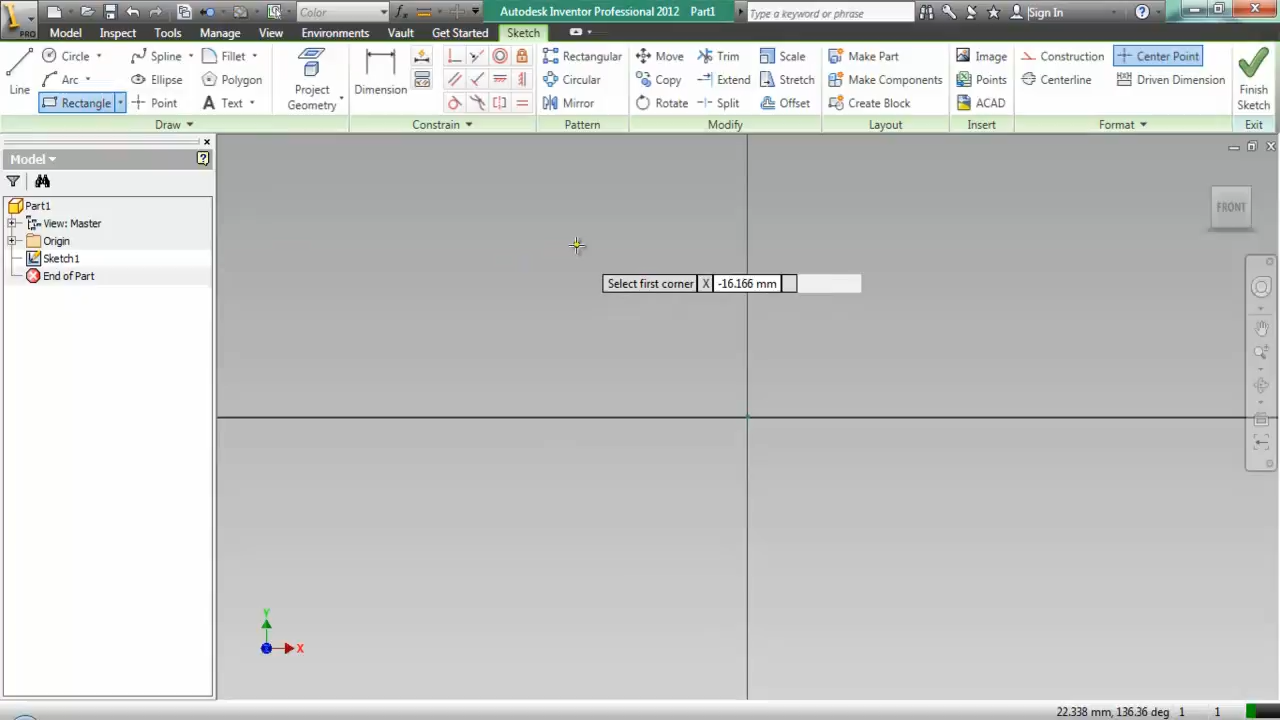 PRO
Color
Autodesk Inventor Professional 2012 Part1
Type a keyword or phrase
Sign In
Model Inspect Tools Manage View Environments Vault Get Started Sketch
Line
Circle
Arc
Rectangle
Spline
Ellipse
Point
Fillet
Polygon
Text
Draw
Project
Geometry
Dimension
Constrain
Rectangular
Circular
Mirror
Pattern
Move
Copy
Rotate
Trim
Extend
Split
Scale
Stretch
Offset
Modify
Make Part
Make Components
Create Block
Layout
Image
Points
ACAD
Insert
Construction
Centerline
Center Point
Driven Dimension
Format
Finish
Sketch
Exit
Model
Part1
View: Master
Origin
Sketch1
End of Part
Select first corner X -16.166 mm
FRONT
Y
X
22.338 mm, 136.36 deg 1 1